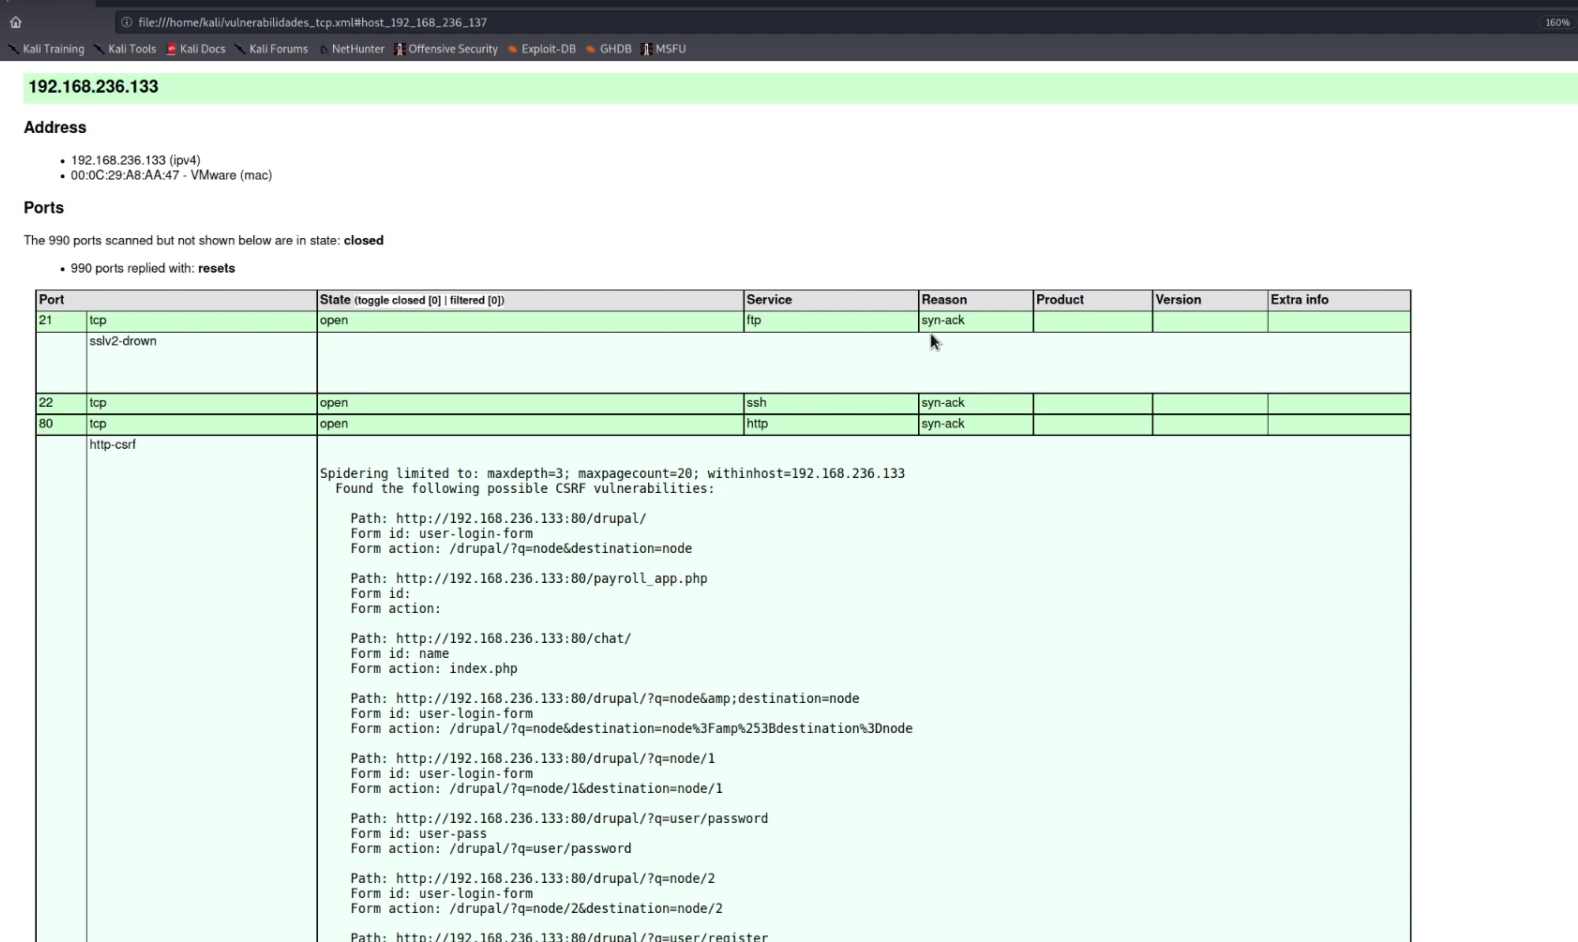 file:///home/kali/vulnerabilidades_tcp.xml#host_192_168_236_137 160%
Kali Training Kali Tools Kali Docs Kali Forums NetHunter Offensive Security Exploit-DB GHDB MSFU
192.168.236.133
Address
192.168.236.133 (ipv4)
00:0C:29:A8:AA:47 - VMware (mac)
Ports
The 990 ports scanned but not shown below are in state: closed
990 ports replied with: resets
Port State (toggle closed [0] | filtered [0]) Service Reason Product Version Extra info
21 tcp open ftp syn-ack
sslv2-drown
22 tcp open ssh syn-ack
80 tcp open http syn-ack
http-csrf
Spidering limited to: maxdepth=3; maxpagecount=20; withinhost=192.168.236.133
Found the following possible CSRF vulnerabilities:
Path: http://192.168.236.133:80/drupal/
Form id: user-login-form
Form action: /drupal/?q=node&destination=node
Path: http://192.168.236.133:80/payroll_app.php
Form id:
Form action:
Path: http://192.168.236.133:80/chat/
Form id: name
Form action: index.php
Path: http://192.168.236.133:80/drupal/?q=node&amp;destination=node
Form id: user-login-form
Form action: /drupal/?q=node&destination=node%3Famp%253Bdestination%3Dnode
Path: http://192.168.236.133:80/drupal/?q=node/1
Form id: user-login-form
Form action: /drupal/?q=node/1&destination=node/1
Path: http://192.168.236.133:80/drupal/?q=user/password
Form id: user-pass
Form action: /drupal/?q=user/password
Path: http://192.168.236.133:80/drupal/?q=node/2
Form id: user-login-form
Form action: /drupal/?q=node/2&destination=node/2
Path: http://192.168.236.133:80/drupal/?q=user/register